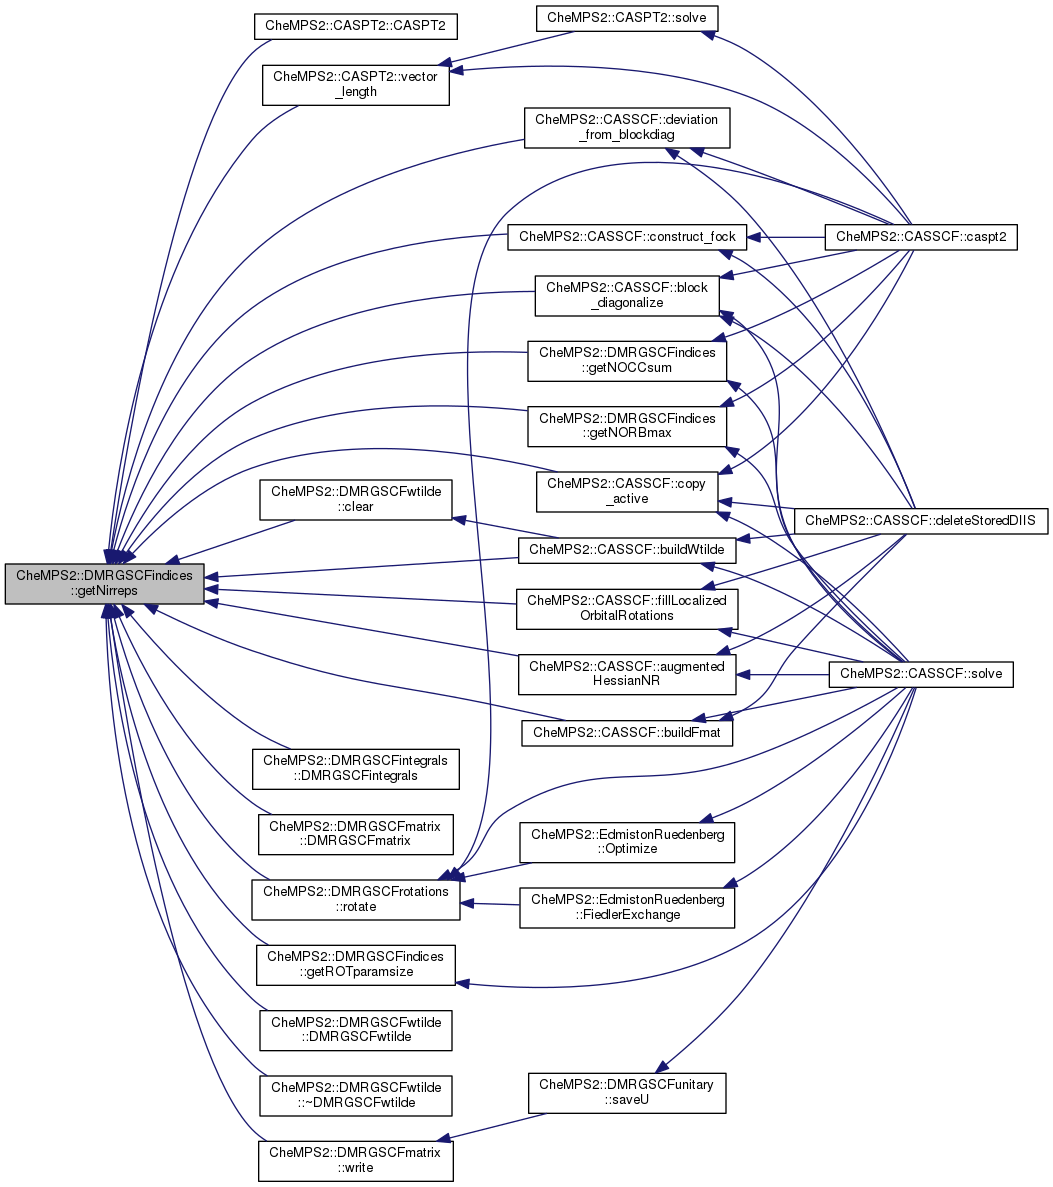 CheMPS2::CASPT2::CASPT2
CheMPS2::CASPT2::solve
CheMPS2::CASPT2::vector
_length
CheMPS2::CASSCF::deviation
_from_blockdiag
CheMPS2::CASSCF::construct_fock
CheMPS2::CASSCF::caspt2
CheMPS2::CASSCF::block
_diagonalize
CheMPS2::DMRGSCFindices
::getNOCCsum
CheMPS2::DMRGSCFindices
::getNORBmax
CheMPS2::CASSCF::copy
_active
CheMPS2::DMRGSCFwtilde
::clear
CheMPS2::CASSCF::deleteStoredDIIS
CheMPS2::CASSCF::buildWtilde
CheMPS2::DMRGSCFindices
::getNirreps
CheMPS2::CASSCF::fillLocalized
OrbitalRotations
CheMPS2::CASSCF::augmented
HessianNR
CheMPS2::CASSCF::solve
CheMPS2::CASSCF::buildFmat
CheMPS2::DMRGSCFintegrals
::DMRGSCFintegrals
CheMPS2::DMRGSCFmatrix
::DMRGSCFmatrix
CheMPS2::EdmistonRuedenberg
::Optimize
CheMPS2::DMRGSCFrotations
::rotate
CheMPS2::EdmistonRuedenberg
::FiedlerExchange
CheMPS2::DMRGSCFindices
::getROTparamsize
CheMPS2::DMRGSCFwtilde
::DMRGSCFwtilde
CheMPS2::DMRGSCFwtilde
::~DMRGSCFwtilde
CheMPS2::DMRGSCFunitary
::saveU
CheMPS2::DMRGSCFmatrix
::write